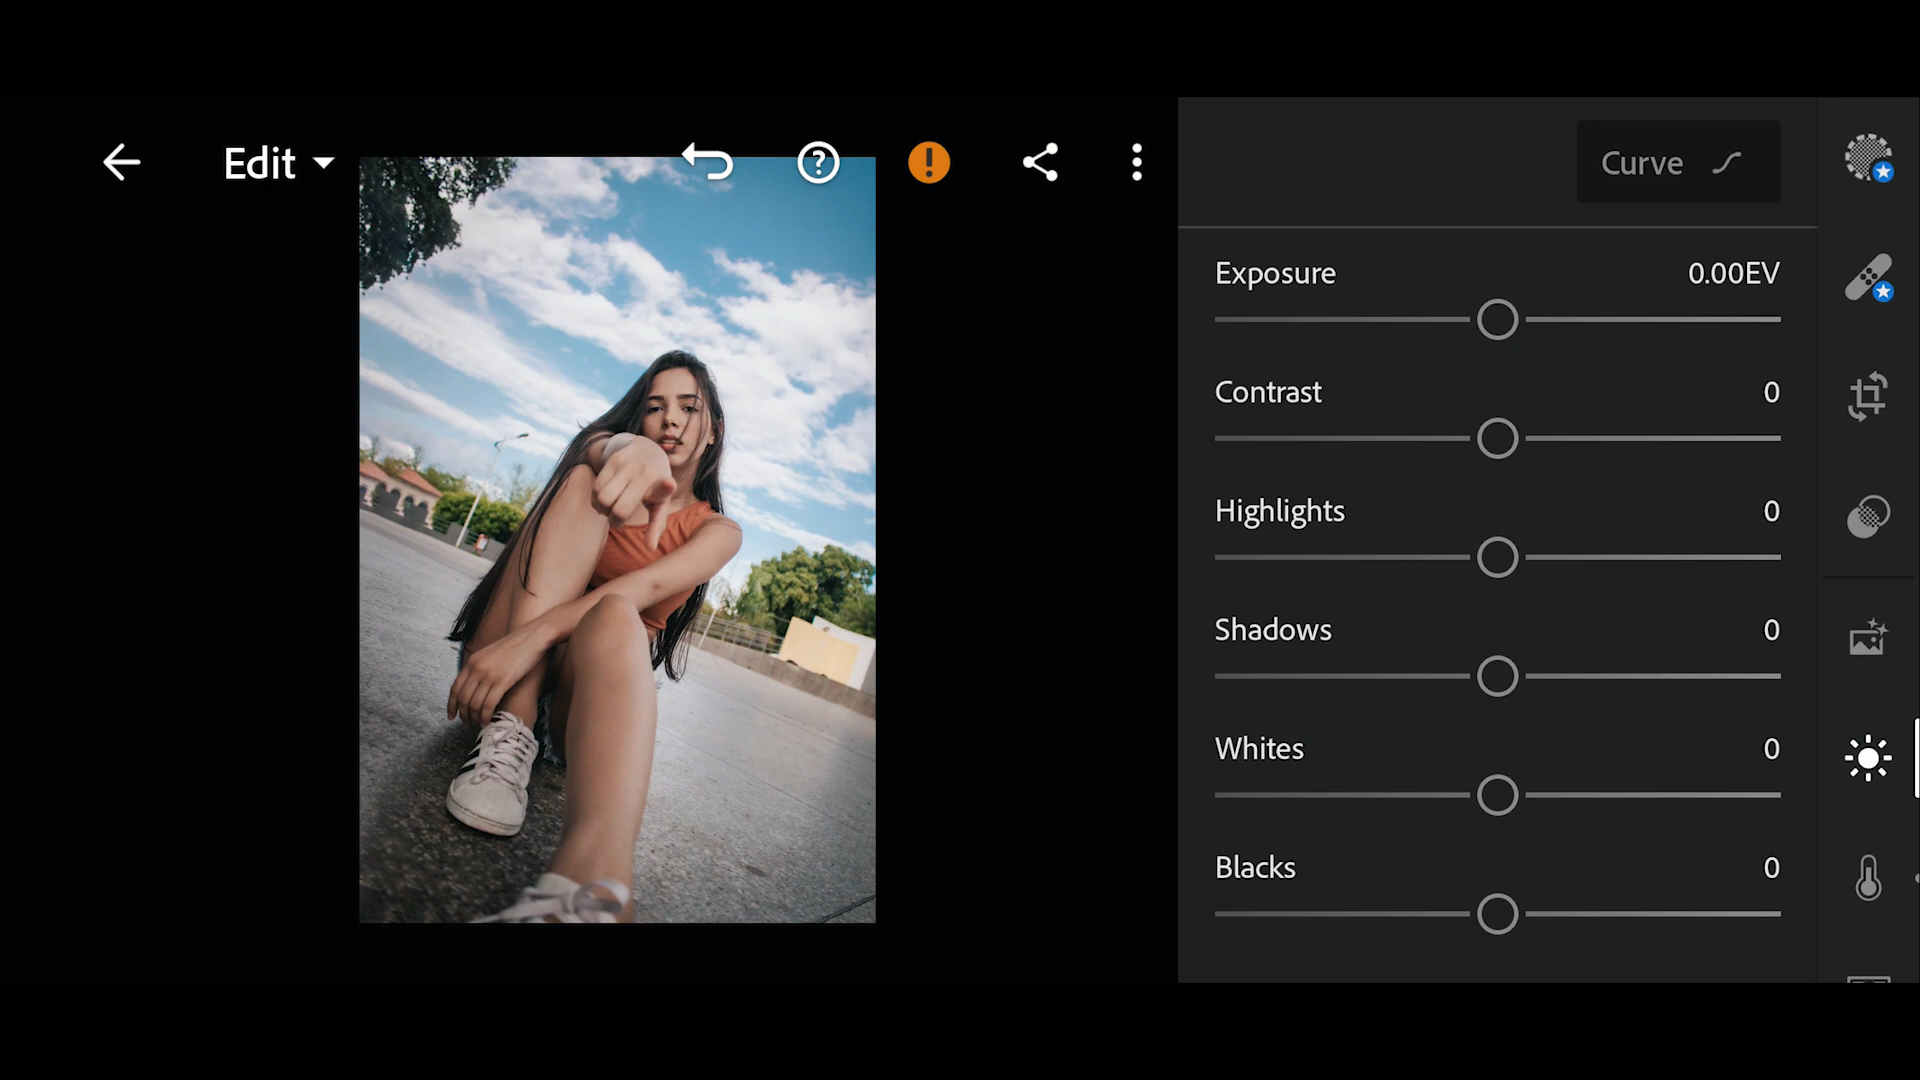 Edit
Curve
Exposure 0.00EV
Contrast 0
Highlights 0
Shadows 0
Whites 0
Blacks 0